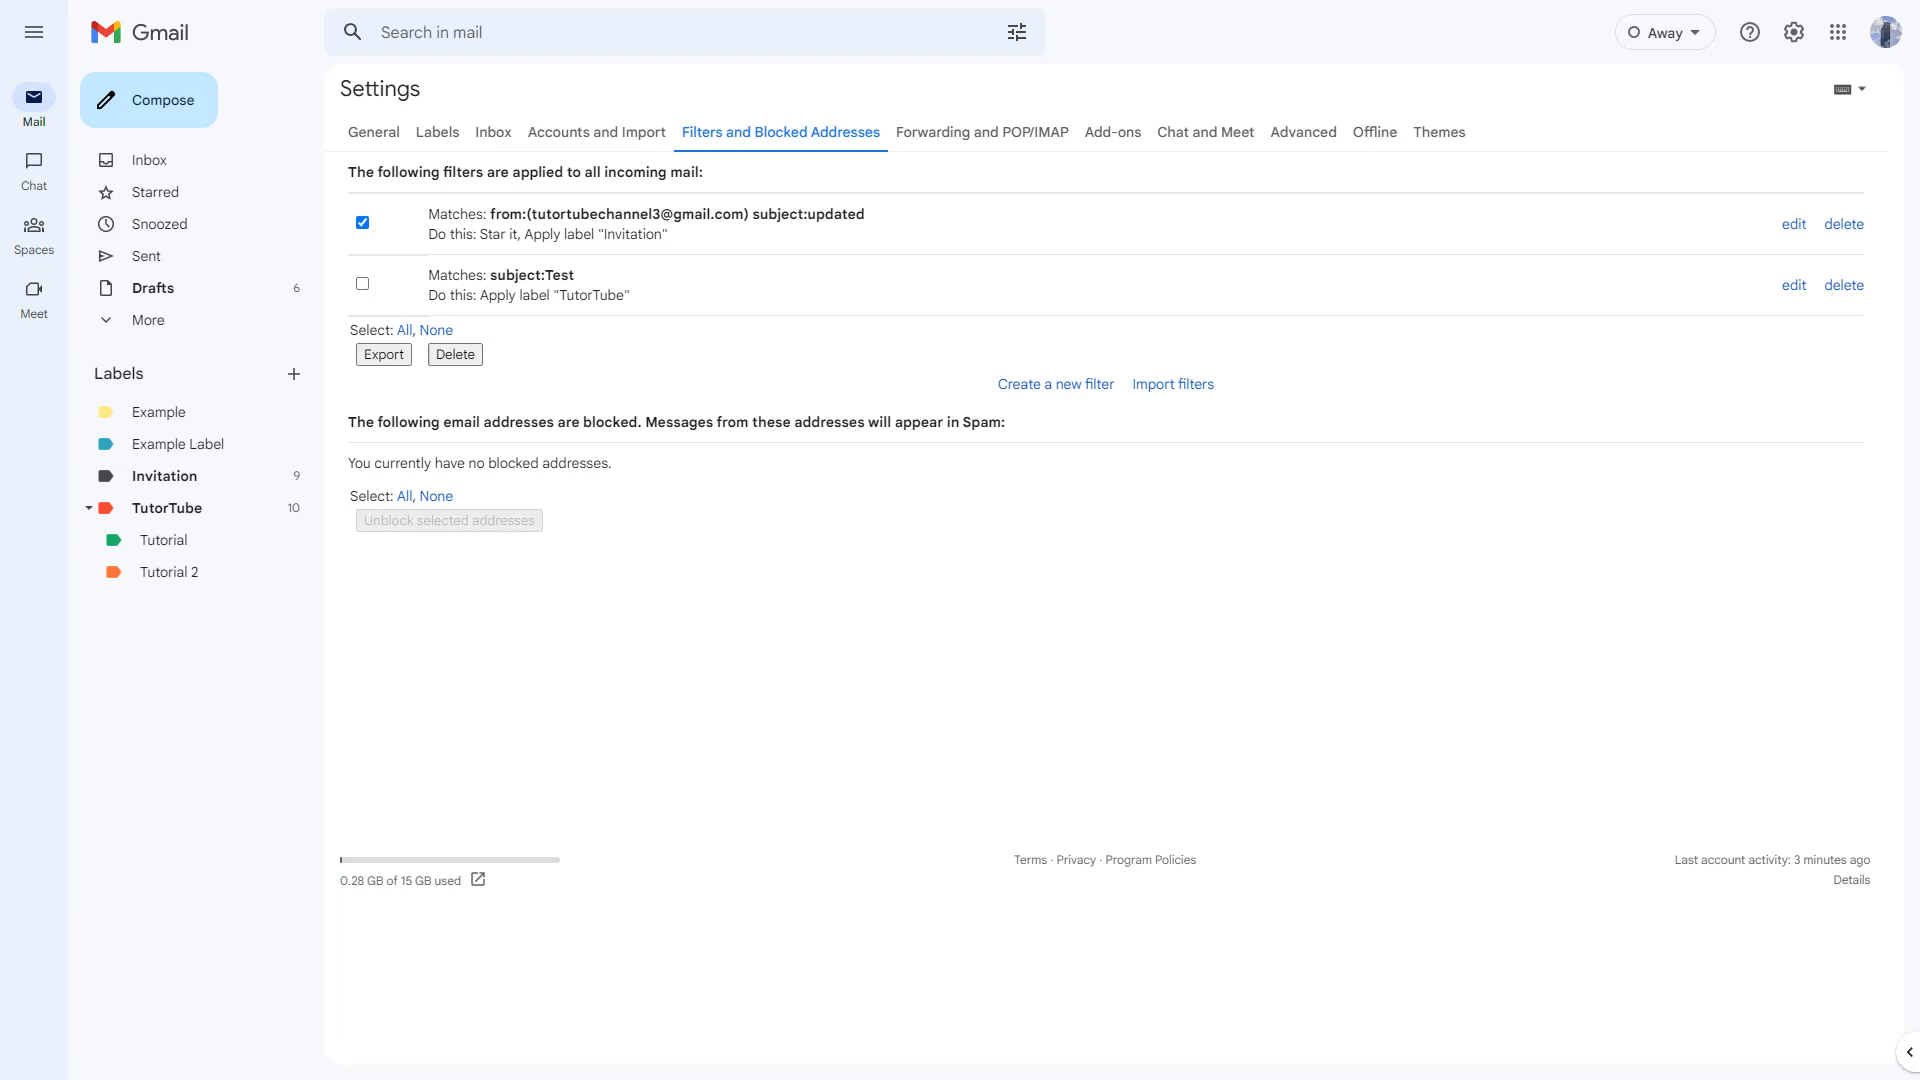 Gmail
Search in mail
Away
Mail
Chat
Spaces
Meet
Compose
Inbox
Starred
Snoozed
Sent
Drafts 6
More
Labels
Example
Example Label
Invitation 9
TutorTube 10
Tutorial
Tutorial 2
Settings
General Labels Inbox Accounts and Import Filters and Blocked Addresses Forwarding and POP/IMAP Add-ons Chat and Meet Advanced Offline Themes
The following filters are applied to all incoming mail:
Matches: from:(tutortubechannel3@gmail.com) subject:updated
Do this: Star it, Apply label "Invitation"
edit delete
Matches: subject:Test
Do this: Apply label "TutorTube"
edit delete
Select: All, None
Export Delete
Create a new filter Import filters
The following email addresses are blocked. Messages from these addresses will appear in Spam:
You currently have no blocked addresses.
Select: All, None
Unblock selected addresses
0.28 GB of 15 GB used
Terms · Privacy · Program Policies
Last account activity: 3 minutes ago
Details